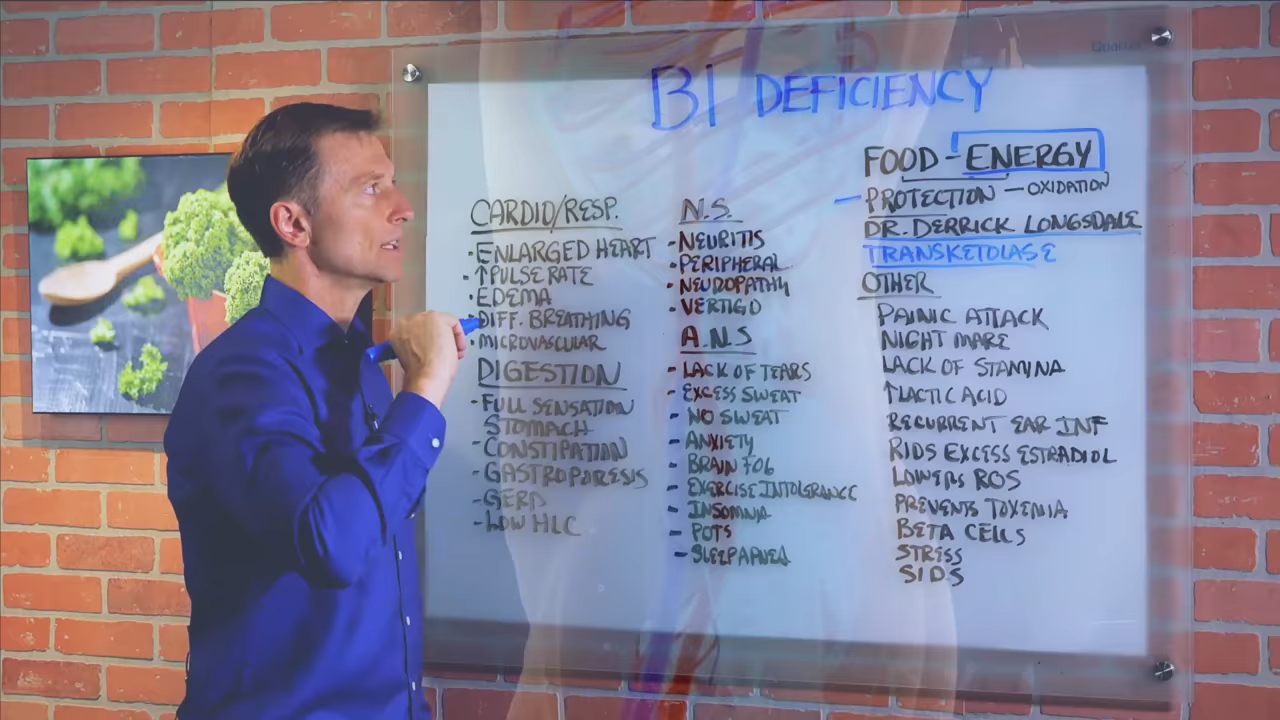 B1 DEFICIENCY
CARDIO/RESP.
·ENLARGED HEART
·↑PULSE RATE
·EDEMA
·DIFF. BREATHING
·MICROVASCULAR
DIGESTION
-FULL SENSATION
STOMACH
-CONSTIPATION
-GASTROPORESIS
-GERD
-LOW HLC
N.S.
-NEURITIS
·PERIPHERAL
-NEUROPATHY
-VERTIGO
A.N.S
-LACK OF TEARS
-EXCESS SWEAT
-NO SWEAT
-ANXIETY
-BRAIN FOG
-EXERCISE INTOLERANCE
-INSOMNIA
-POTS
-SLEEP APNEA
FOOD - ENERGY
- PROTECTION - OXIDATION
DR. DERRICK LONGSDALE
TRANSKETOLASE
OTHER
PAINIC ATTACK
NIGHT MARE
LACK OF STAMINA
↑LACTIC ACID
RECURRENT EAR INF
RIDS EXCESS ESTRADIOL
LOWERS ROS
PREVENTS TOXEMIA
BETA CELLS
STRESS
SIDS